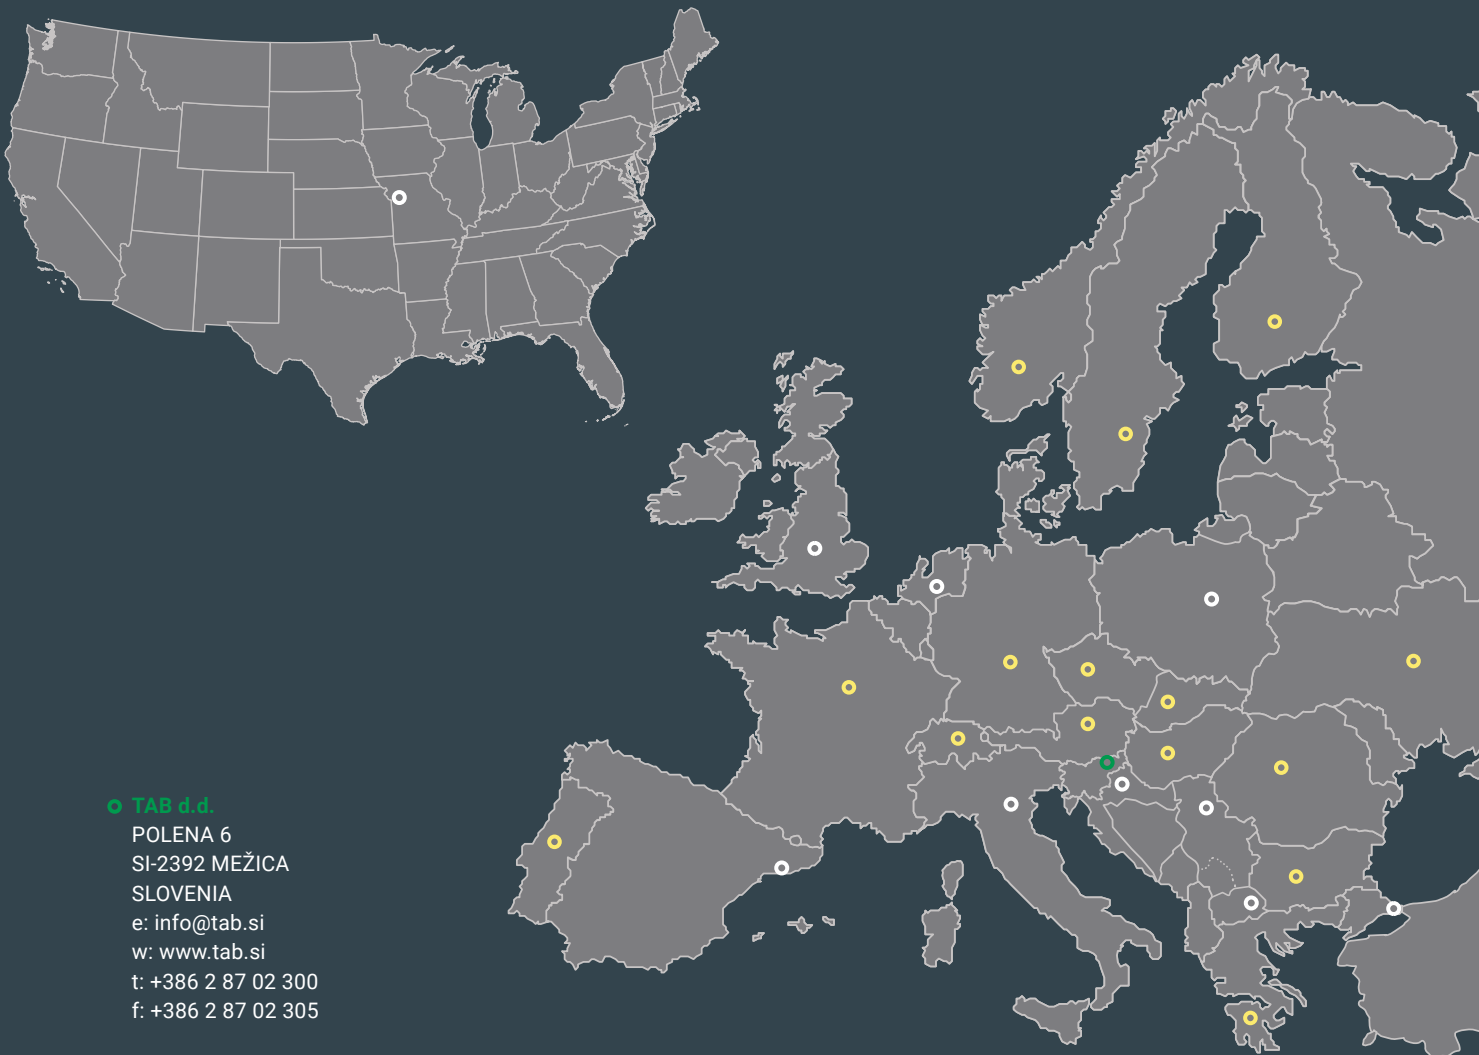 TAB d.d.
POLENA 6
SI-2392 MEŽICA
SLOVENIA
e: info@tab.si
w: www.tab.si
t: +386 2 87 02 300
f: +386 2 87 02 305